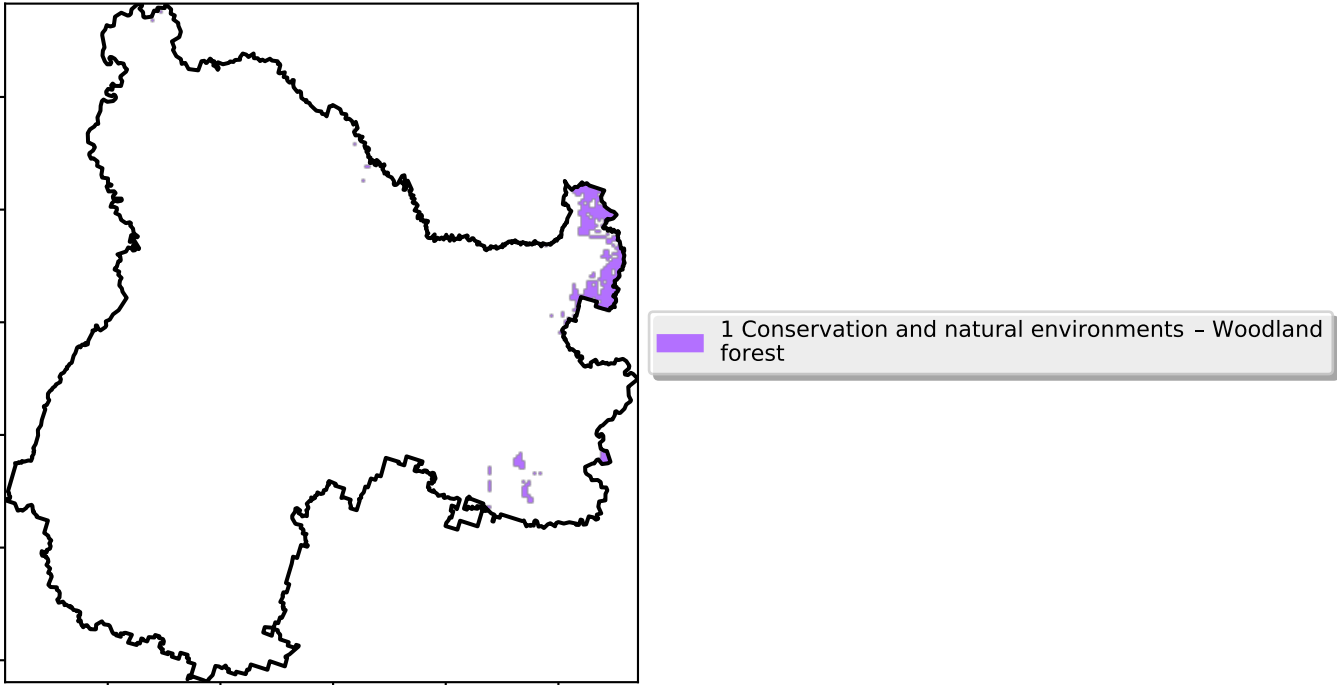 1 Conservation and natural environments – Woodland
forest